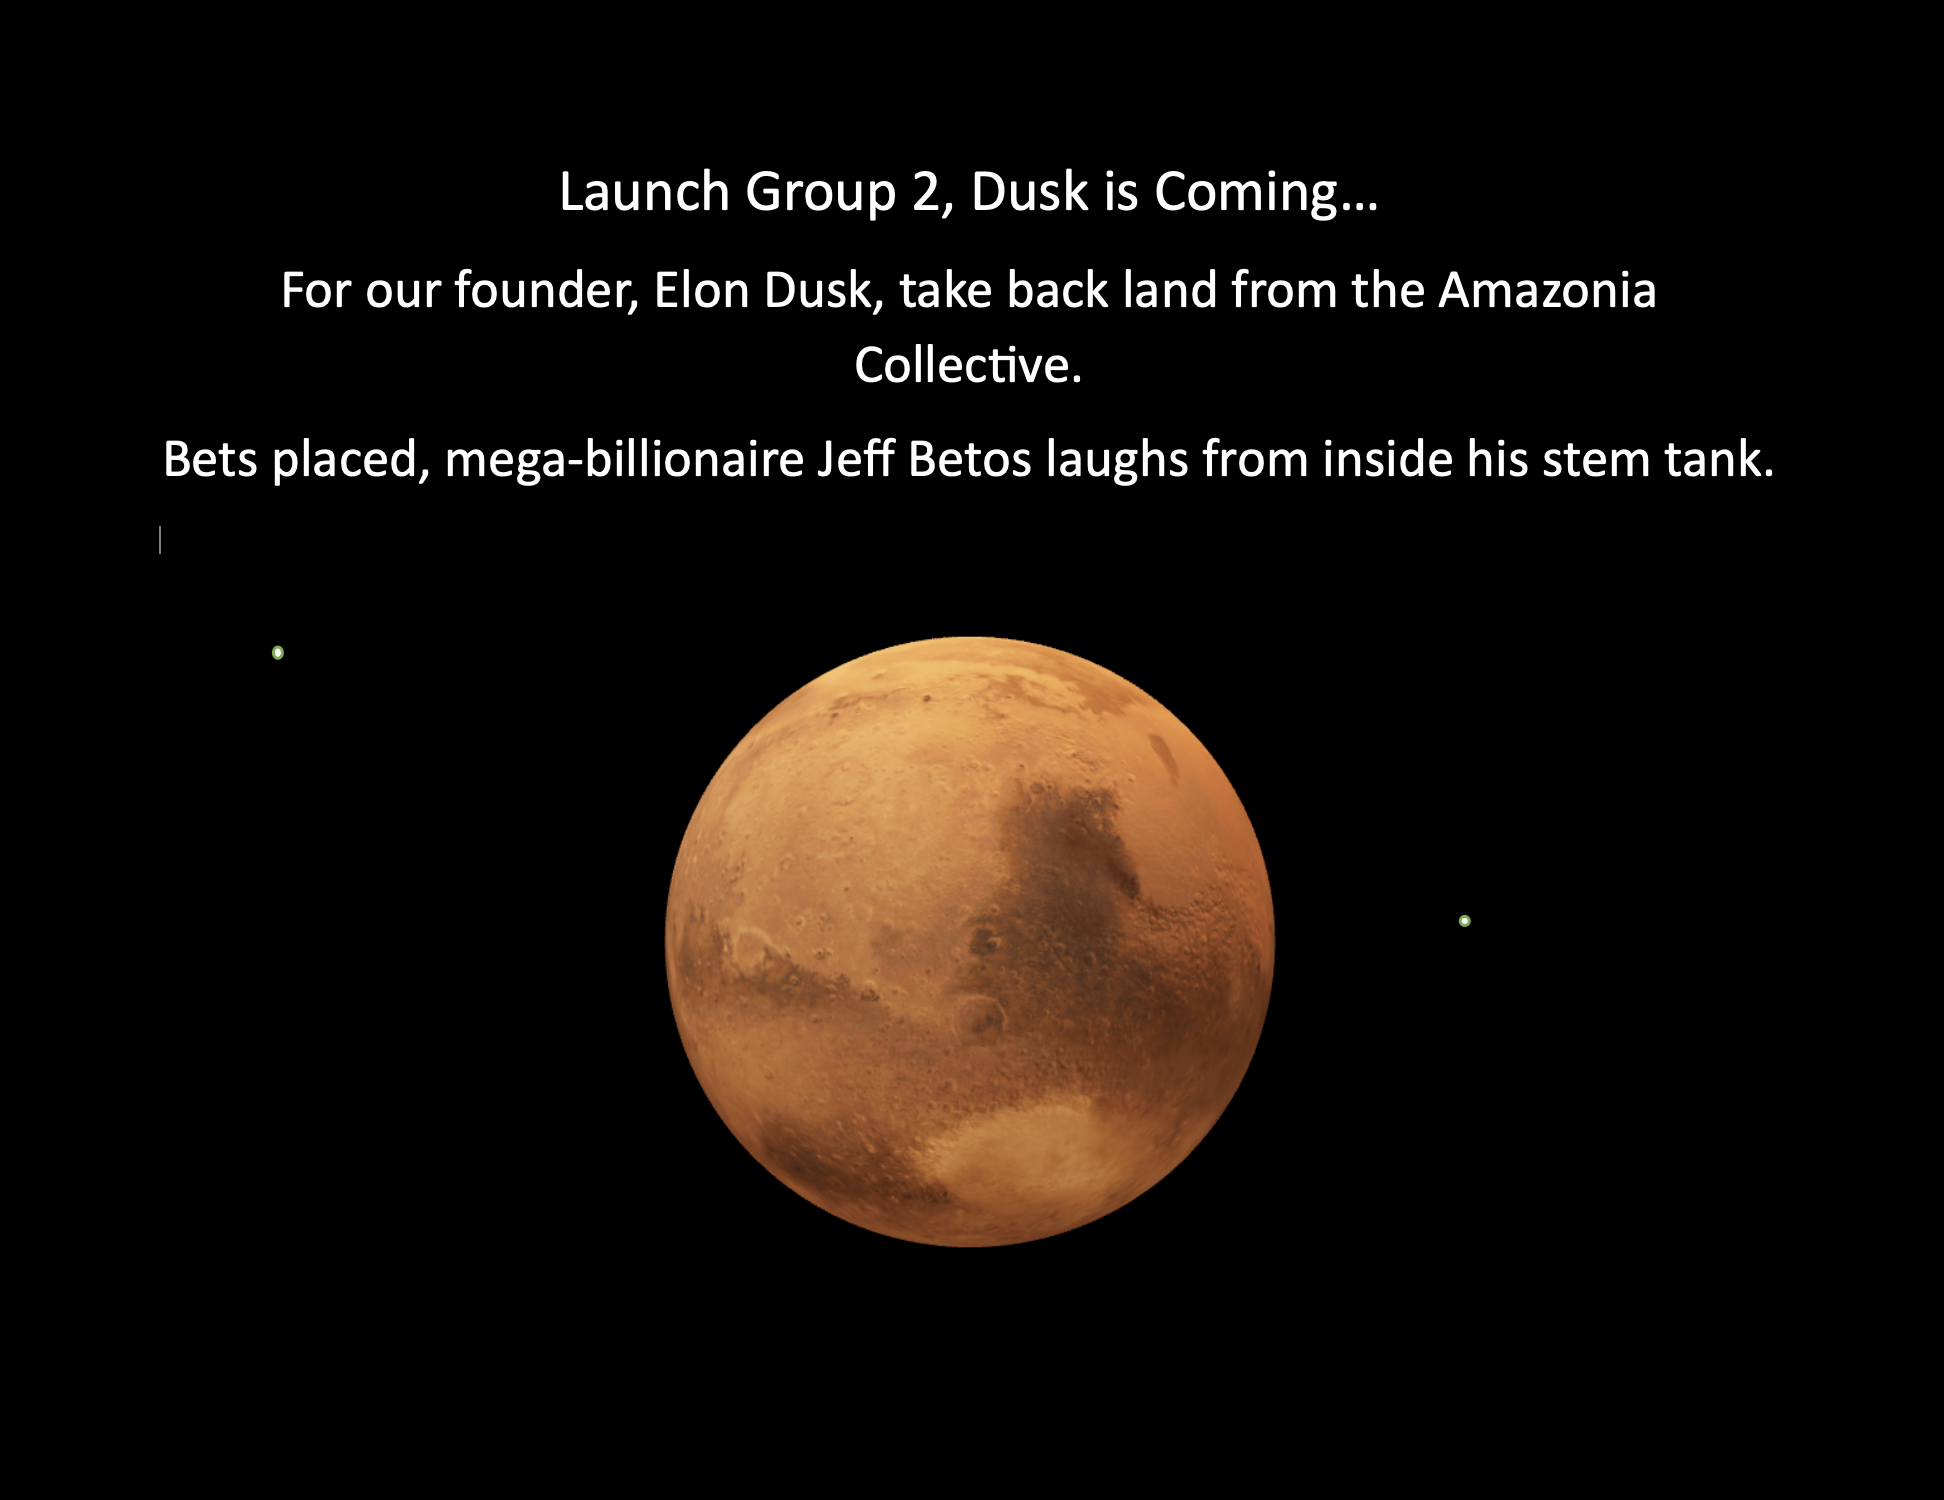 Launch Group 2, Dusk is Coming...
For our founder, Elon Dusk, take back land from the Amazonia
Collective.
Bets placed, mega-billionaire Jeff Betos laughs from inside his stem tank.